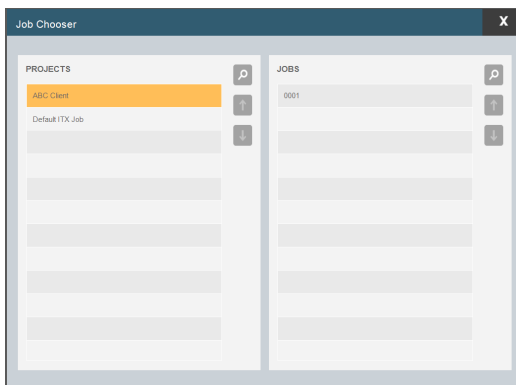 Job Chooser
X
PROJECTS
ABC Client
Default ITX Job
JOBS
0001